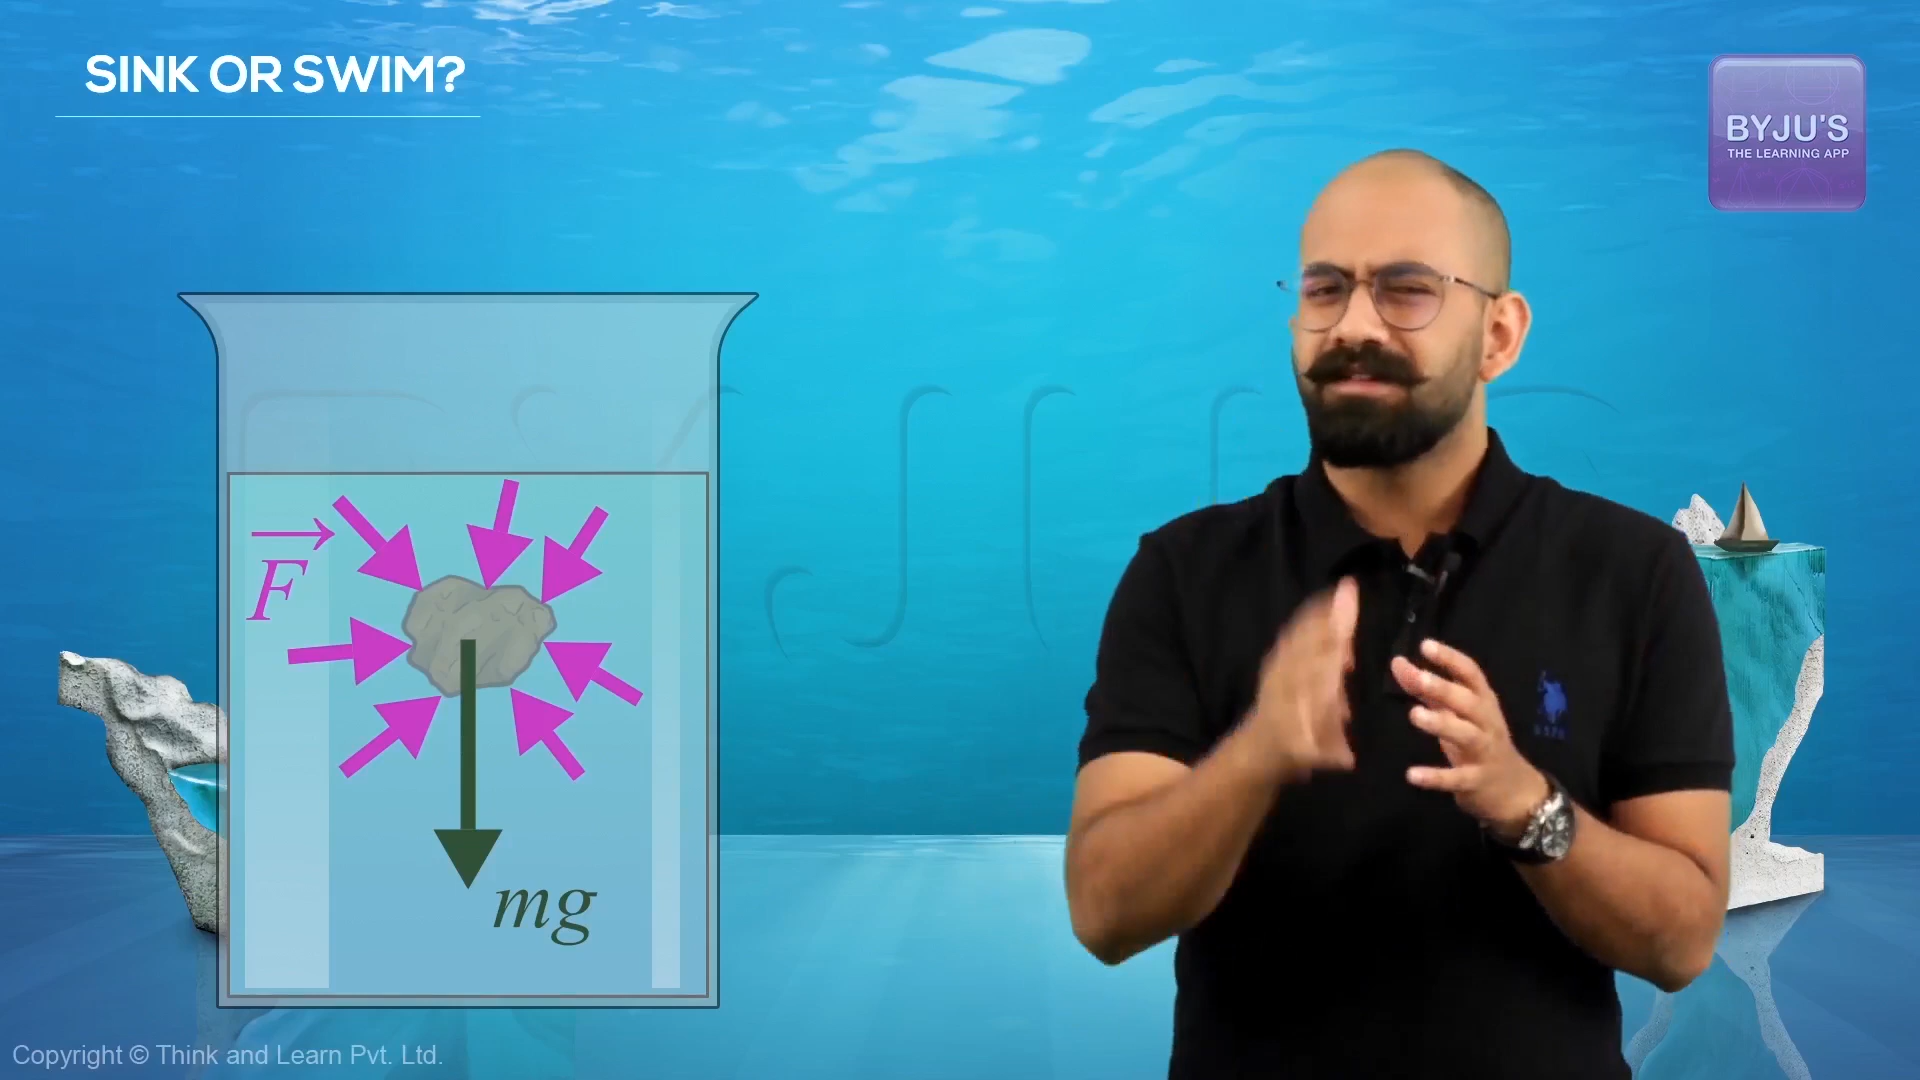 SINK OR SWIM?
BYJU'S
THE LEARNING APP
F
mg
Copyright © Think and Learn Pvt. Ltd.